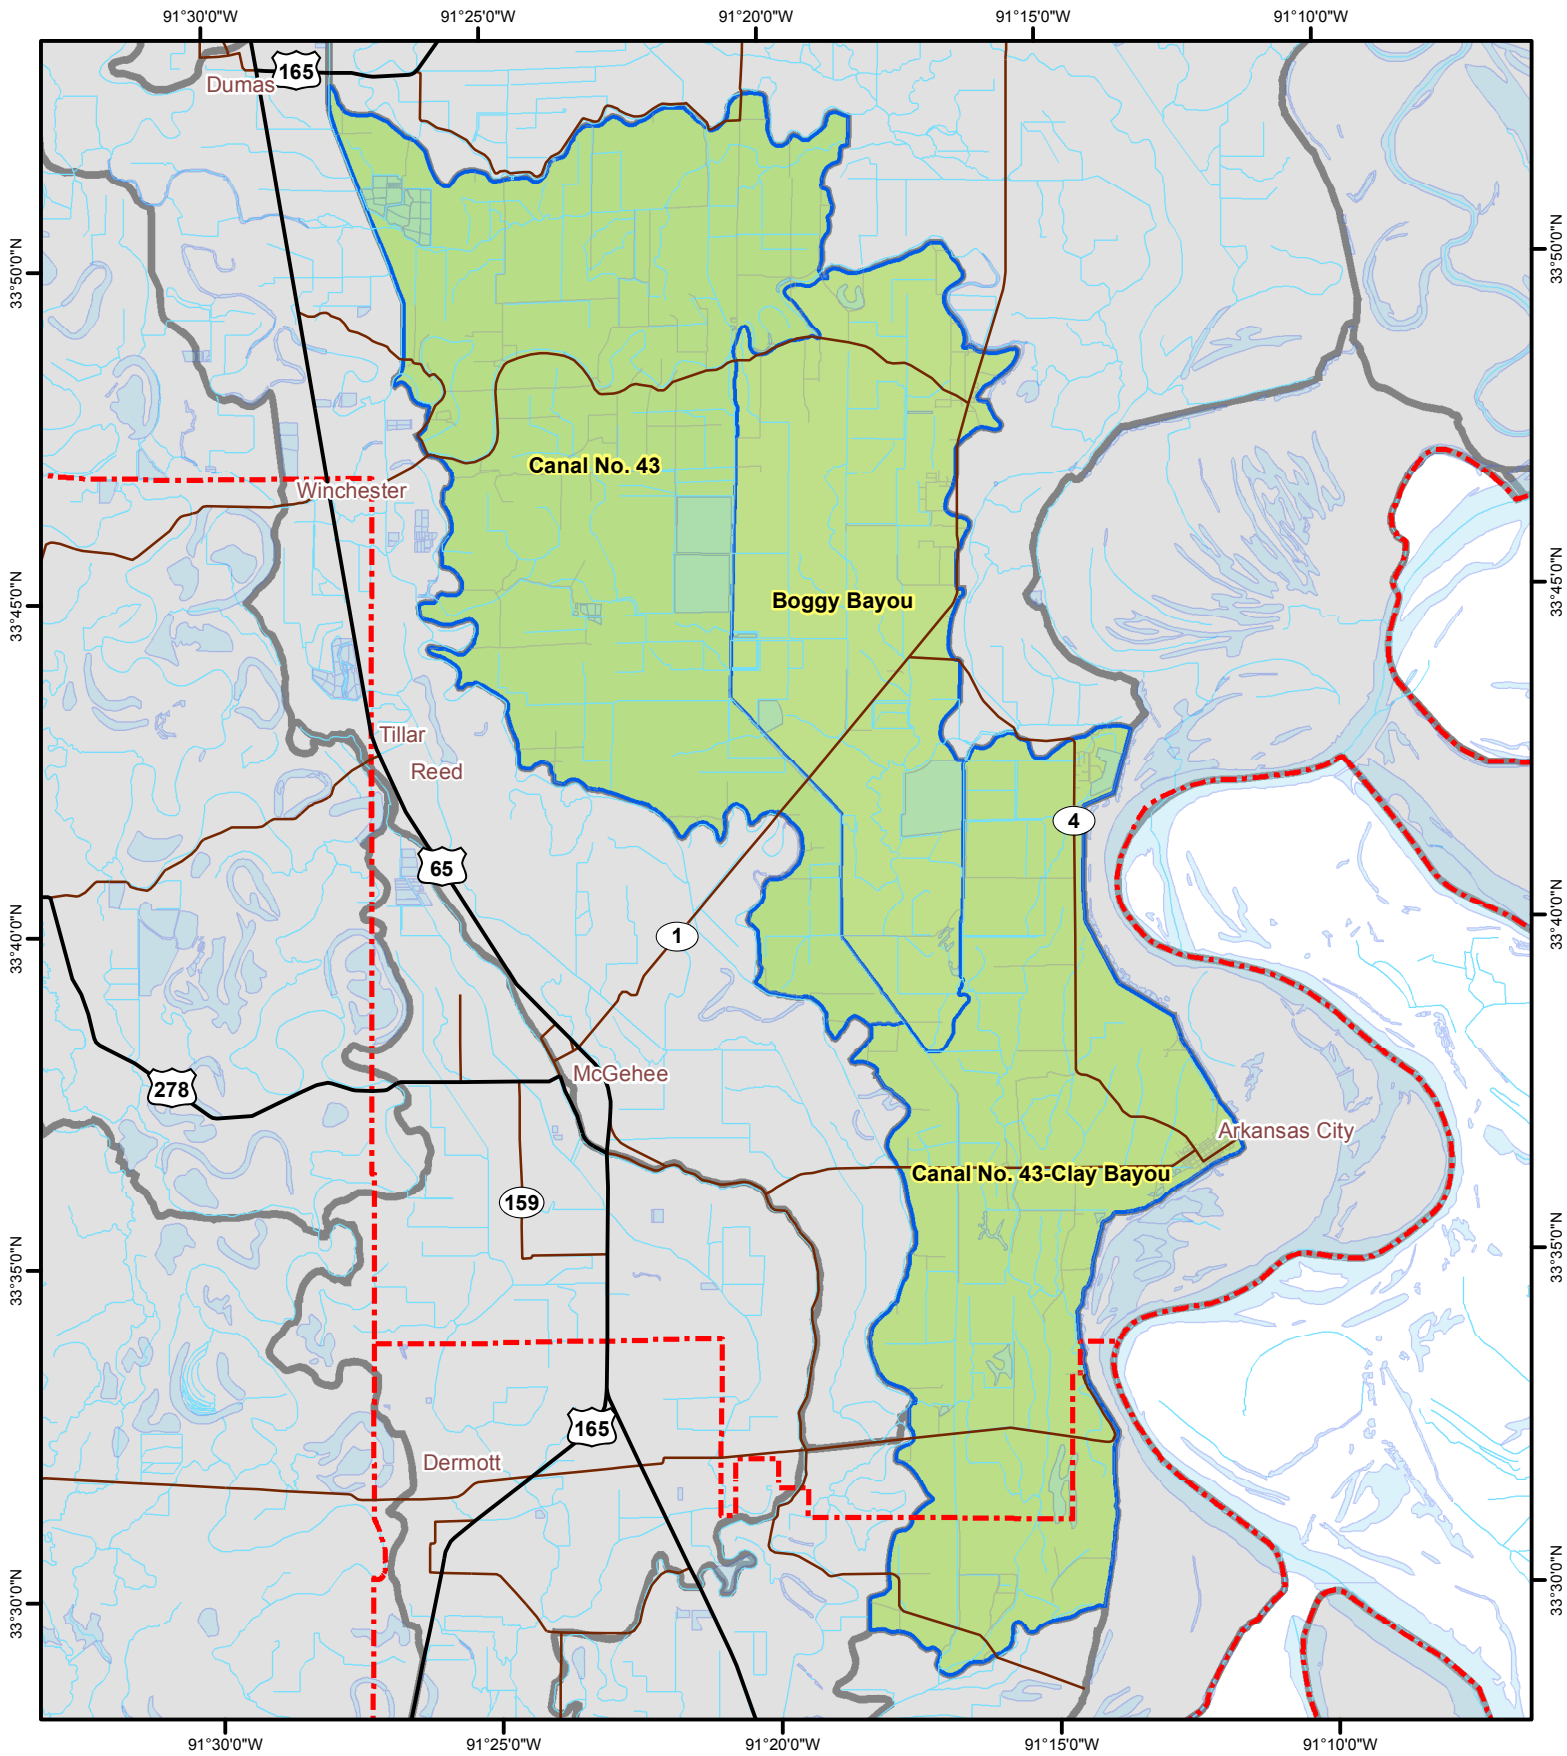 91°30'0"W 91°25'0"W 91°20'0"W 91°15'0"W 91°10'0"W
165
Dumas
33°50'0"N 33°50'0"N
Canal No. 43
Winchester
33°45'0"N 33°45'0"N
Boggy Bayou
Tillar
Reed
4
65
33°40'0"N 33°40'0"N
1
McGehee
278
Arkansas City
Canal No. 43-Clay Bayou
159
33°35'0"N 33°35'0"N
165
Dermott
33°30'0"N 33°30'0"N
91°30'0"W 91°25'0"W 91°20'0"W 91°15'0"W 91°10'0"W